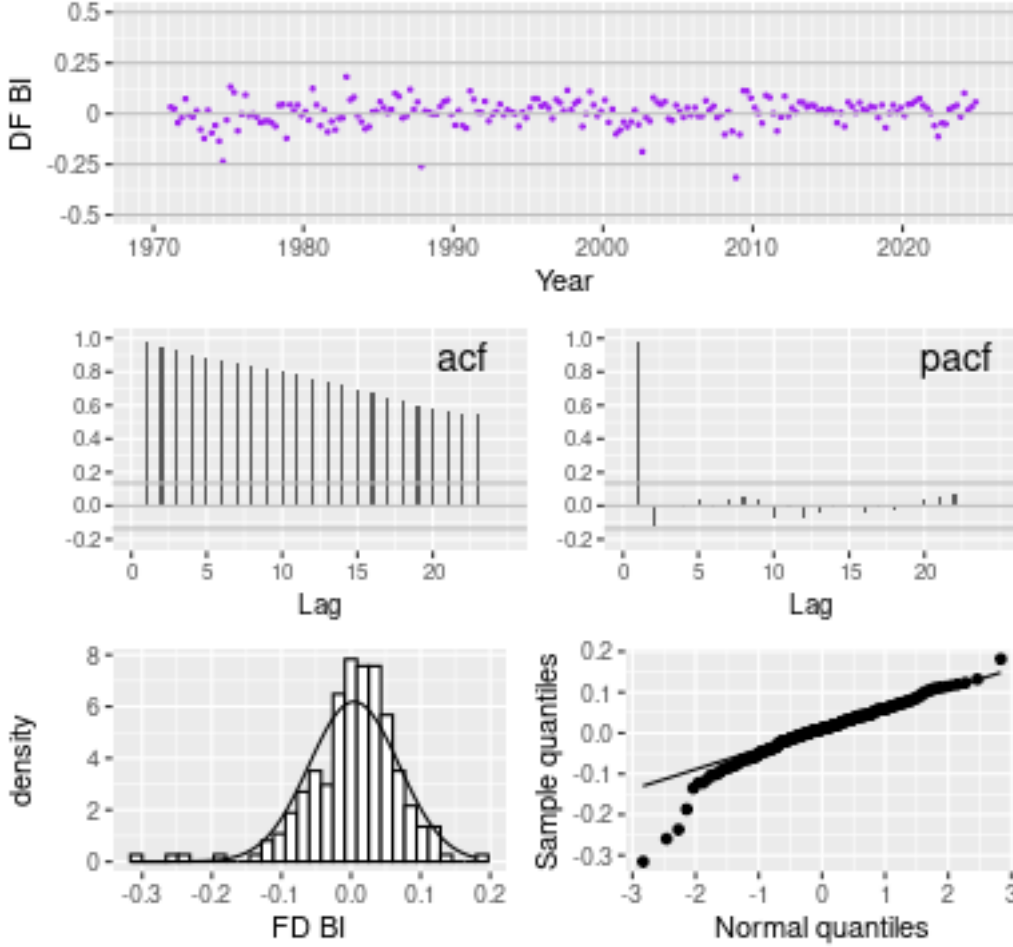 DF BI
0.5
0.25
0
-0.25
-0.5
1970 1980 1990 2000 2010 2020
Year
acf
1.0
0.8
0.6
0.4
0.2
0.0
-0.2
0 5 10 15 20
Lag
pacf
1.0
0.8
0.6
0.4
0.2
0.0
-0.2
0 5 10 15 20
Lag
density
8
6
4
2
0
-0.3 -0.2 -0.1 0.0 0.1 0.2
FD BI
Sample quantiles
0.2
0.1
0.0
-0.1
-0.2
-0.3
-3 -2 -1 0 1 2 3
Normal quantiles